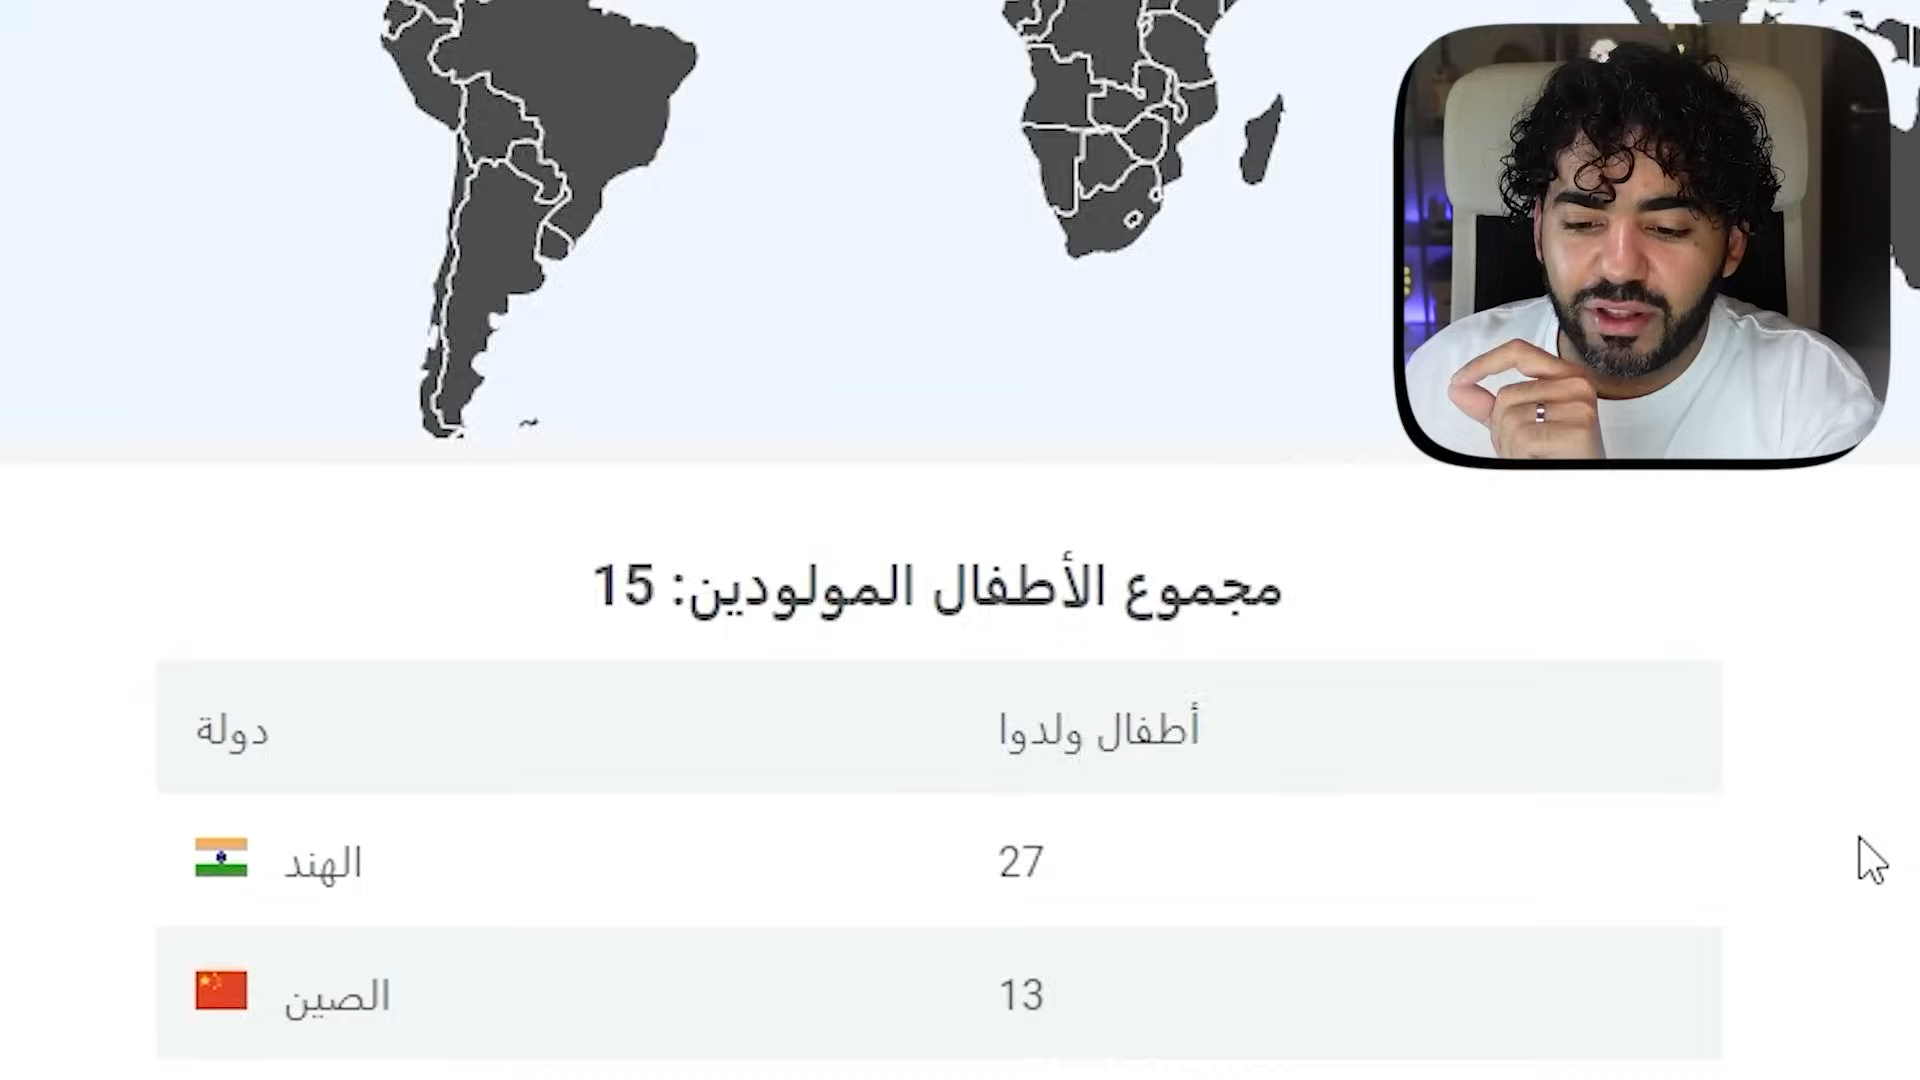 مجموع الأطفال المولودين: 15
دولة أطفال ولدوا
الهند 27
الصين 13